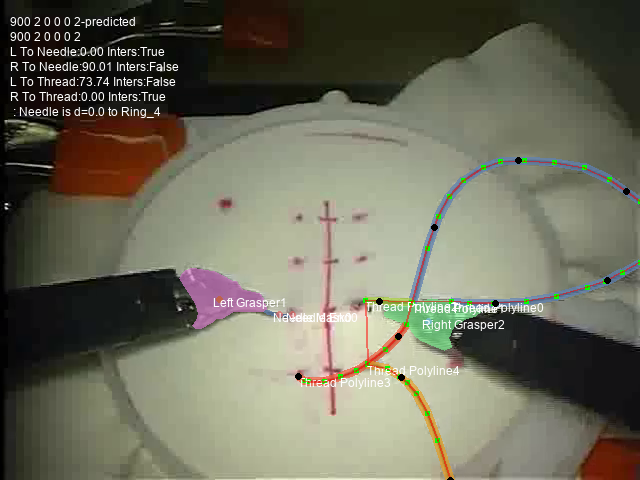 900 2 0 0 0 2-predicted
900 2 0 0 0 2
L To Needle:0.00 Inters:True
R To Needle:90.01 Inters:False
L To Thread:73.74 Inters:False
R To Thread:0.00 Inters:True
: Needle is d=0.0 to Ring_4
Left Grasper1
Thread Polyline0
Right Grasper2
Thread Polyline4
Thread Polyline3